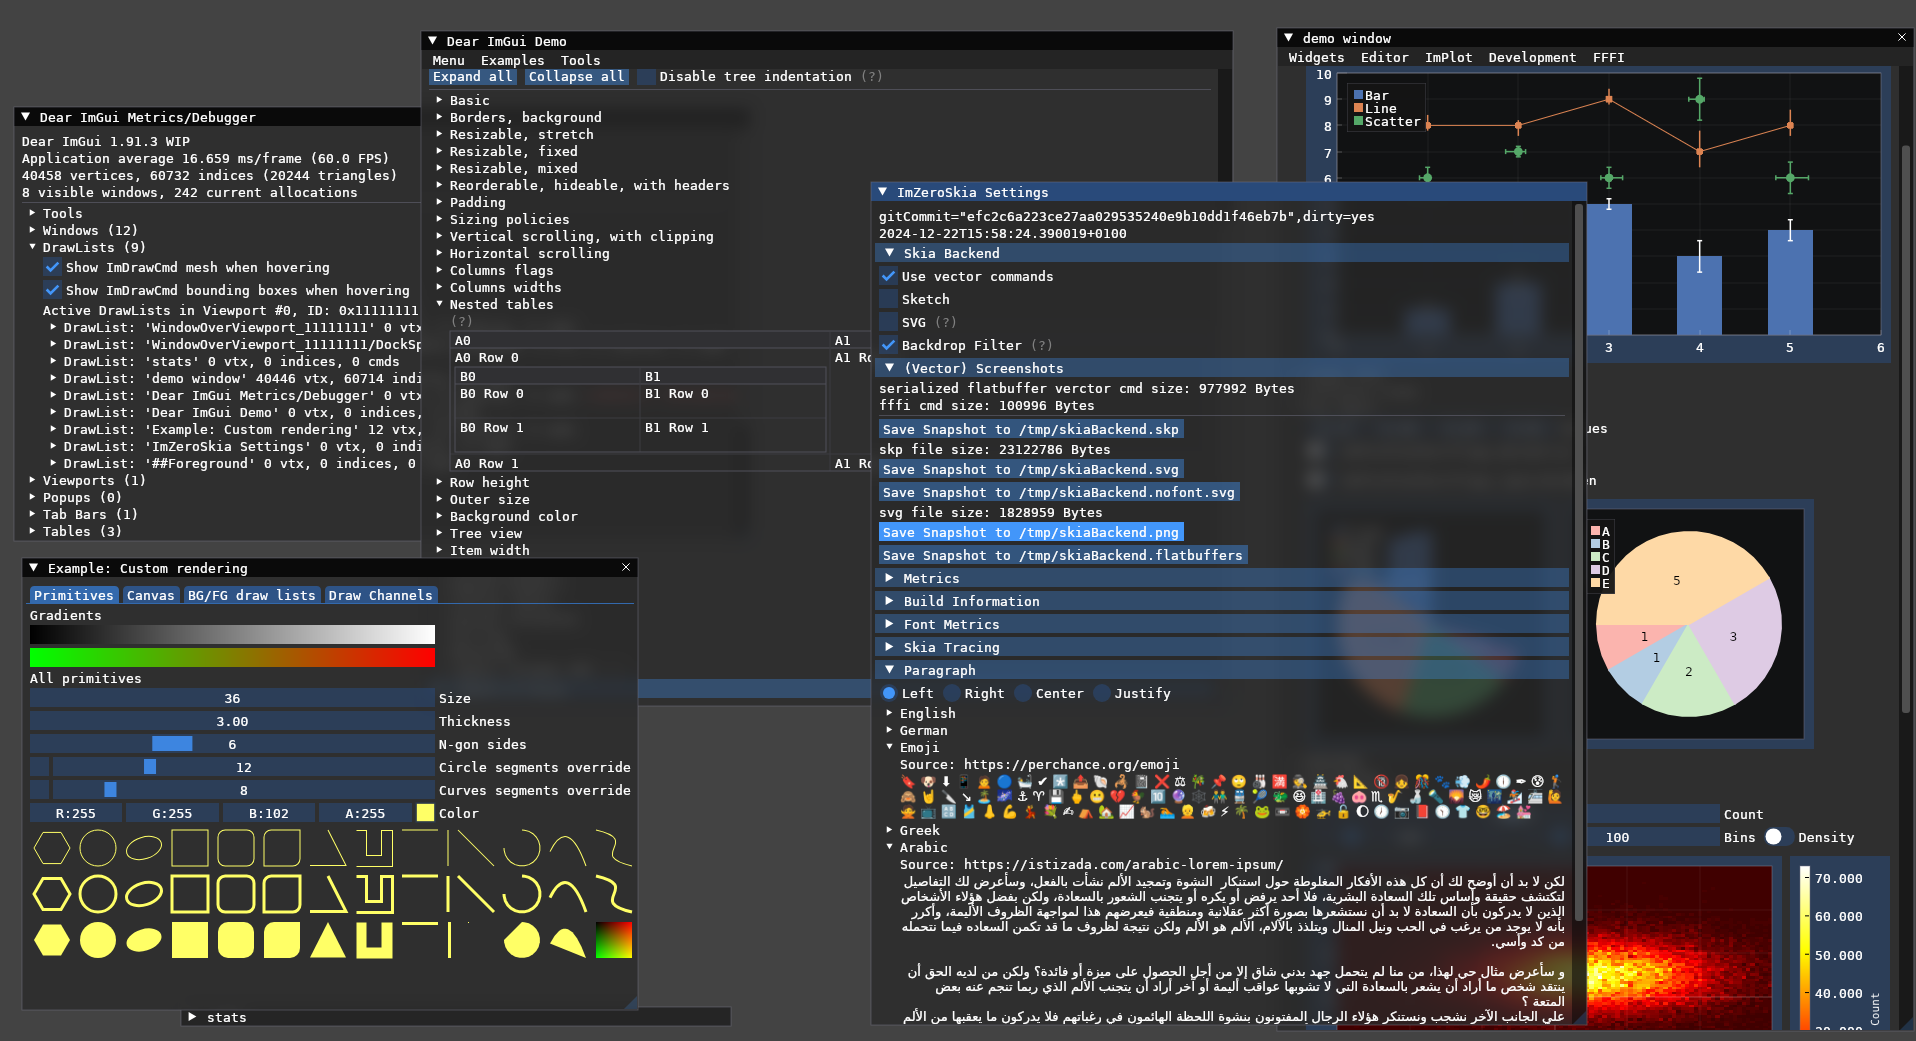 Dear ImGui Metrics/Debugger
Dear ImGui 1.91.3 WIP
Application average 16.659 ms/frame (60.0 FPS)
40458 vertices, 60732 indices (20244 triangles)
8 visible windows, 242 current allocations
Tools
Windows (12)
DrawLists (9)
Show ImDrawCmd mesh when hovering
Show ImDrawCmd bounding boxes when hovering
Active DrawLists in Viewport #0, ID: 0x11111111
DrawList: 'WindowOverViewport_11111111' 0 vtx
DrawList: 'WindowOverViewport_11111111/DockSp
DrawList: 'stats' 0 vtx, 0 indices, 0 cmds
DrawList: 'demo window' 40446 vtx, 60714 indi
DrawList: 'Dear ImGui Metrics/Debugger' 0 vtx
DrawList: 'Dear ImGui Demo' 0 vtx, 0 indices,
DrawList: 'Example: Custom rendering' 12 vtx,
DrawList: 'ImZeroSkia Settings' 0 vtx, 0 indi
DrawList: '##Foreground' 0 vtx, 0 indices, 0
Viewports (1)
Popups (0)
Tab Bars (1)
Tables (3)
Dear ImGui Demo
Menu Examples Tools
Expand all Collapse all Disable tree indentation (?)
Basic
Borders, background
Resizable, stretch
Resizable, fixed
Resizable, mixed
Reorderable, hideable, with headers
Padding
Sizing policies
Vertical scrolling, with clipping
Horizontal scrolling
Columns flags
Columns widths
Nested tables
(?)
A0 A1
A0 Row 0 A1 Ro
B0 B1
B0 Row 0 B1 Row 0
B0 Row 1 B1 Row 1
A0 Row 1 A1 Ro
Row height
Outer size
Background color
Tree view
Item width
Example: Custom rendering
Primitives Canvas BG/FG draw lists Draw Channels
Gradients
All primitives
36 Size
3.00 Thickness
6 N-gon sides
12 Circle segments override
8 Curves segments override
R:255 G:255 B:102 A:255 Color
stats
ImZeroSkia Settings
gitCommit="efc2c6a223ce27aa029535240e9b10dd1f46eb7b",dirty=yes
2024-12-22T15:58:24.390019+0100
Skia Backend
Use vector commands
Sketch
SVG (?)
Backdrop Filter (?)
(Vector) Screenshots
serialized flatbuffer verctor cmd size: 977992 Bytes
fffi cmd size: 100996 Bytes
Save Snapshot to /tmp/skiaBackend.skp
skp file size: 23122786 Bytes
Save Snapshot to /tmp/skiaBackend.svg
Save Snapshot to /tmp/skiaBackend.nofont.svg
svg file size: 1828959 Bytes
Save Snapshot to /tmp/skiaBackend.png
Save Snapshot to /tmp/skiaBackend.flatbuffers
Metrics
Build Information
Font Metrics
Skia Tracing
Paragraph
Left Right Center Justify
English
German
Emoji
Source: https://perchance.org/emoji
Greek
Arabic
Source: https://istizada.com/arabic-lorem-ipsum/
لكن لا بد أن أوضح لك أن كل هذه الأفكار المغلوطة حول استنكار النشوة وتمجيد الألم نشأت بالفعل، وسأعرض لك التفاصيل
لتكتشف حقيقة وأساس تلك السعادة البشرية، فلا أحد يرفض أو يكره أو يتجنب الشعور بالسعادة، ولكن بفضل هؤلاء الأشخاص
الذين لا يدركون بأن السعادة لا بد أن نستشعرها بصورة أكثر عقلانية ومنطقية فيعرضهم هذا لمواجهة الظروف الأليمة، وأكرر
بأنه لا يوجد من يرغب في الحب ونيل المنال ويتلذذ بالآلام، الألم هو الألم ولكن نتيجة لظروف ما قد تكمن السعاده فيما نتحمله
من كد وأسي.
و سأعرض مثال حي لهذا، من منا لم يتحمل جهد بدني شاق إلا من أجل الحصول على ميزة أو فائدة؟ ولكن من لديه الحق أن
ينتقد شخص ما أراد أن يشعر بالسعادة التي لا تشوبها عواقب أليمة أو آخر أراد أن يتجنب الألم الذي ربما تنجم عنه بعض
المتعة ؟
علي الجانب الآخر نشجب ونستنكر هؤلاء الرجال المفتونون بنشوة اللحظة الهائمون في رغباتهم فلا يدركون ما يعقبها من الألم
demo window
Widgets Editor ImPlot Development FFFI
10
9
8
7
6
Bar
Line
Scatter
3 4 5 6
ues
en
A
B
C
D
E
5
3
2
1
1
Count
100 Bins Density
70.000
60.000
50.000
40.000
30.000
Count